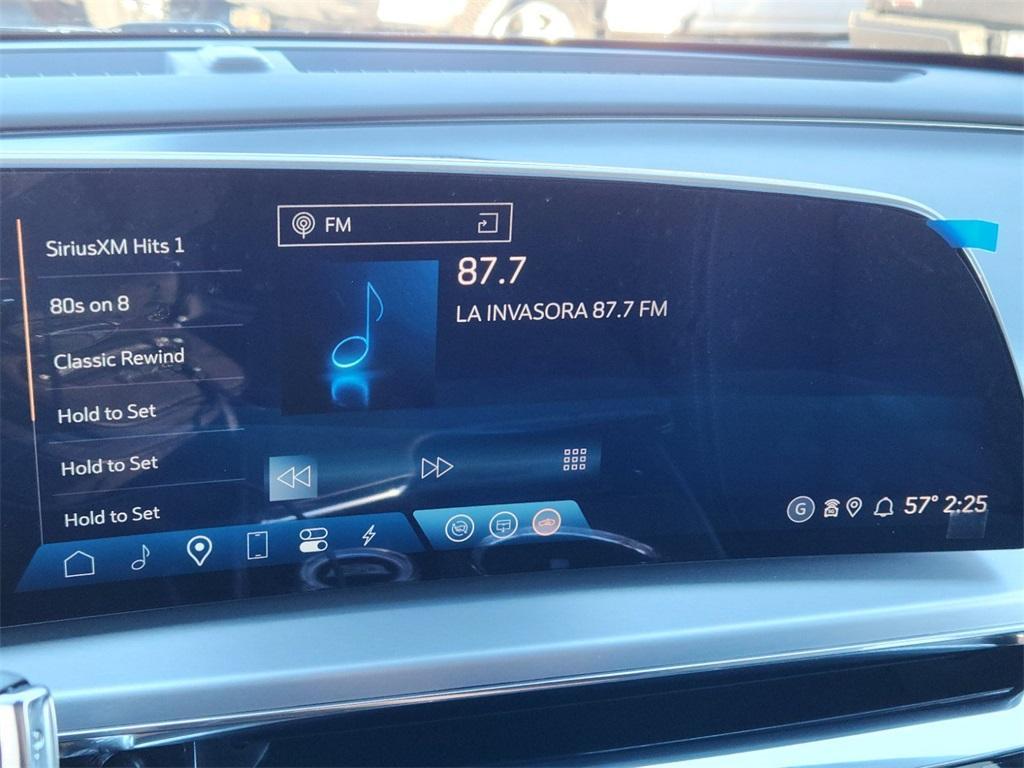 SiriusXM Hits 1
80s on 8
Classic Rewind
Hold to Set
Hold to Set
Hold to Set
FM
87.7
LA INVASORA 87.7 FM
G 57° 2:25